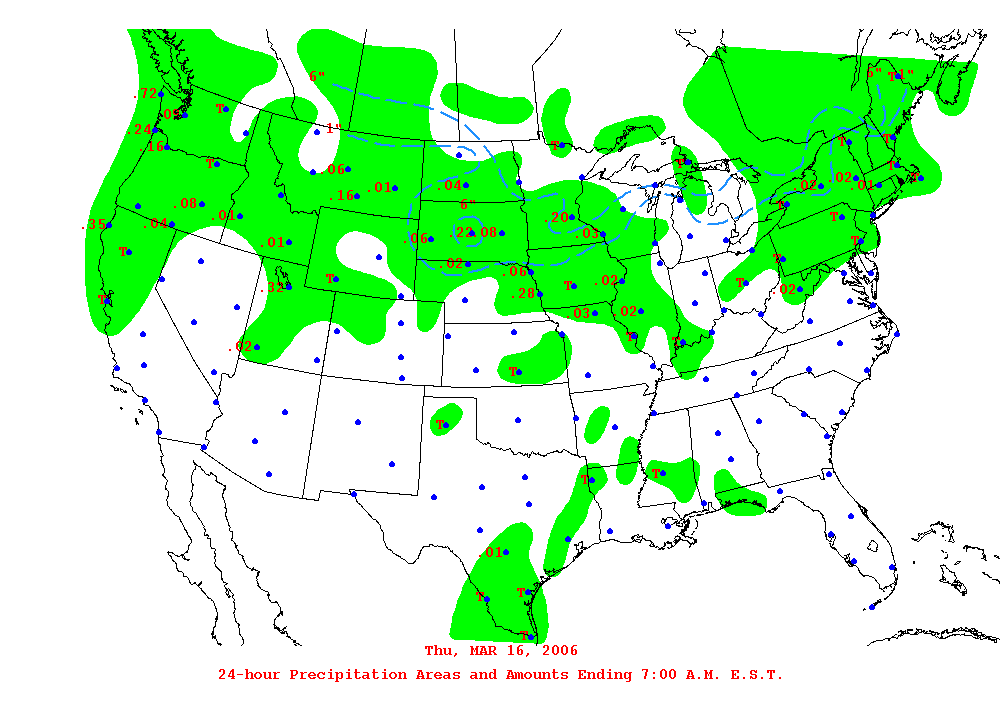 6" 6" T 1"
.72 T
.09
.24 1"
.16 T T T T
T .06 T
.16 .01 .04 .02 .02 .01
.08 6" T
.35 .04 .01 .20 T
T .01 .06 .22 .08 .03 T
.02 .06 T
T .32 T .28 T .02 T .02
.03 .02
.02 T T
T
T
T T
.01
T T
T
Thu, MAR 16, 2006
24-hour Precipitation Areas and Amounts Ending 7:00 A.M. E.S.T.